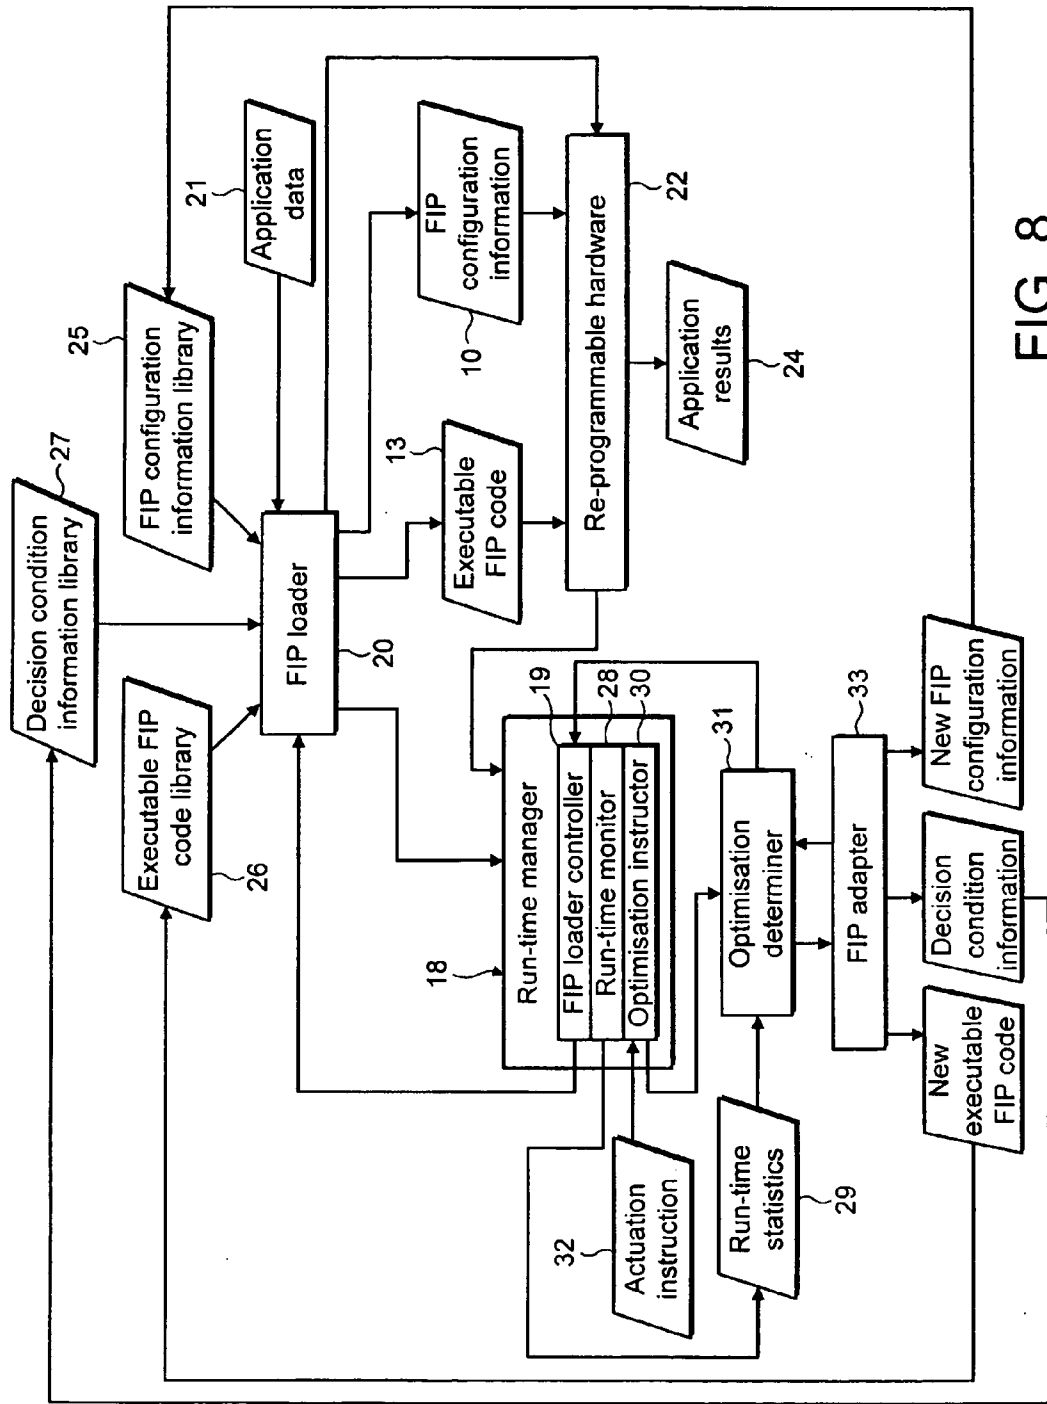 Decision condition
information library
27
Executable FIP
code library
26
FIP configuration
information library
25
Application
data
21
FIP loader
20
Executable
FIP code
13
FIP
configuration
information
10
Re-programmable hardware
22
Application
results
24
Run-time manager
18
FIP loader controller
19
Run-time monitor
28
Optimisation instructor
30
Actuation
instruction
32
Run-time
statistics
29
Optimisation
determiner
31
FIP adapter
33
New
executable
FIP code
Decision
condition
information
New FIP
configuration
information
FIG. 8